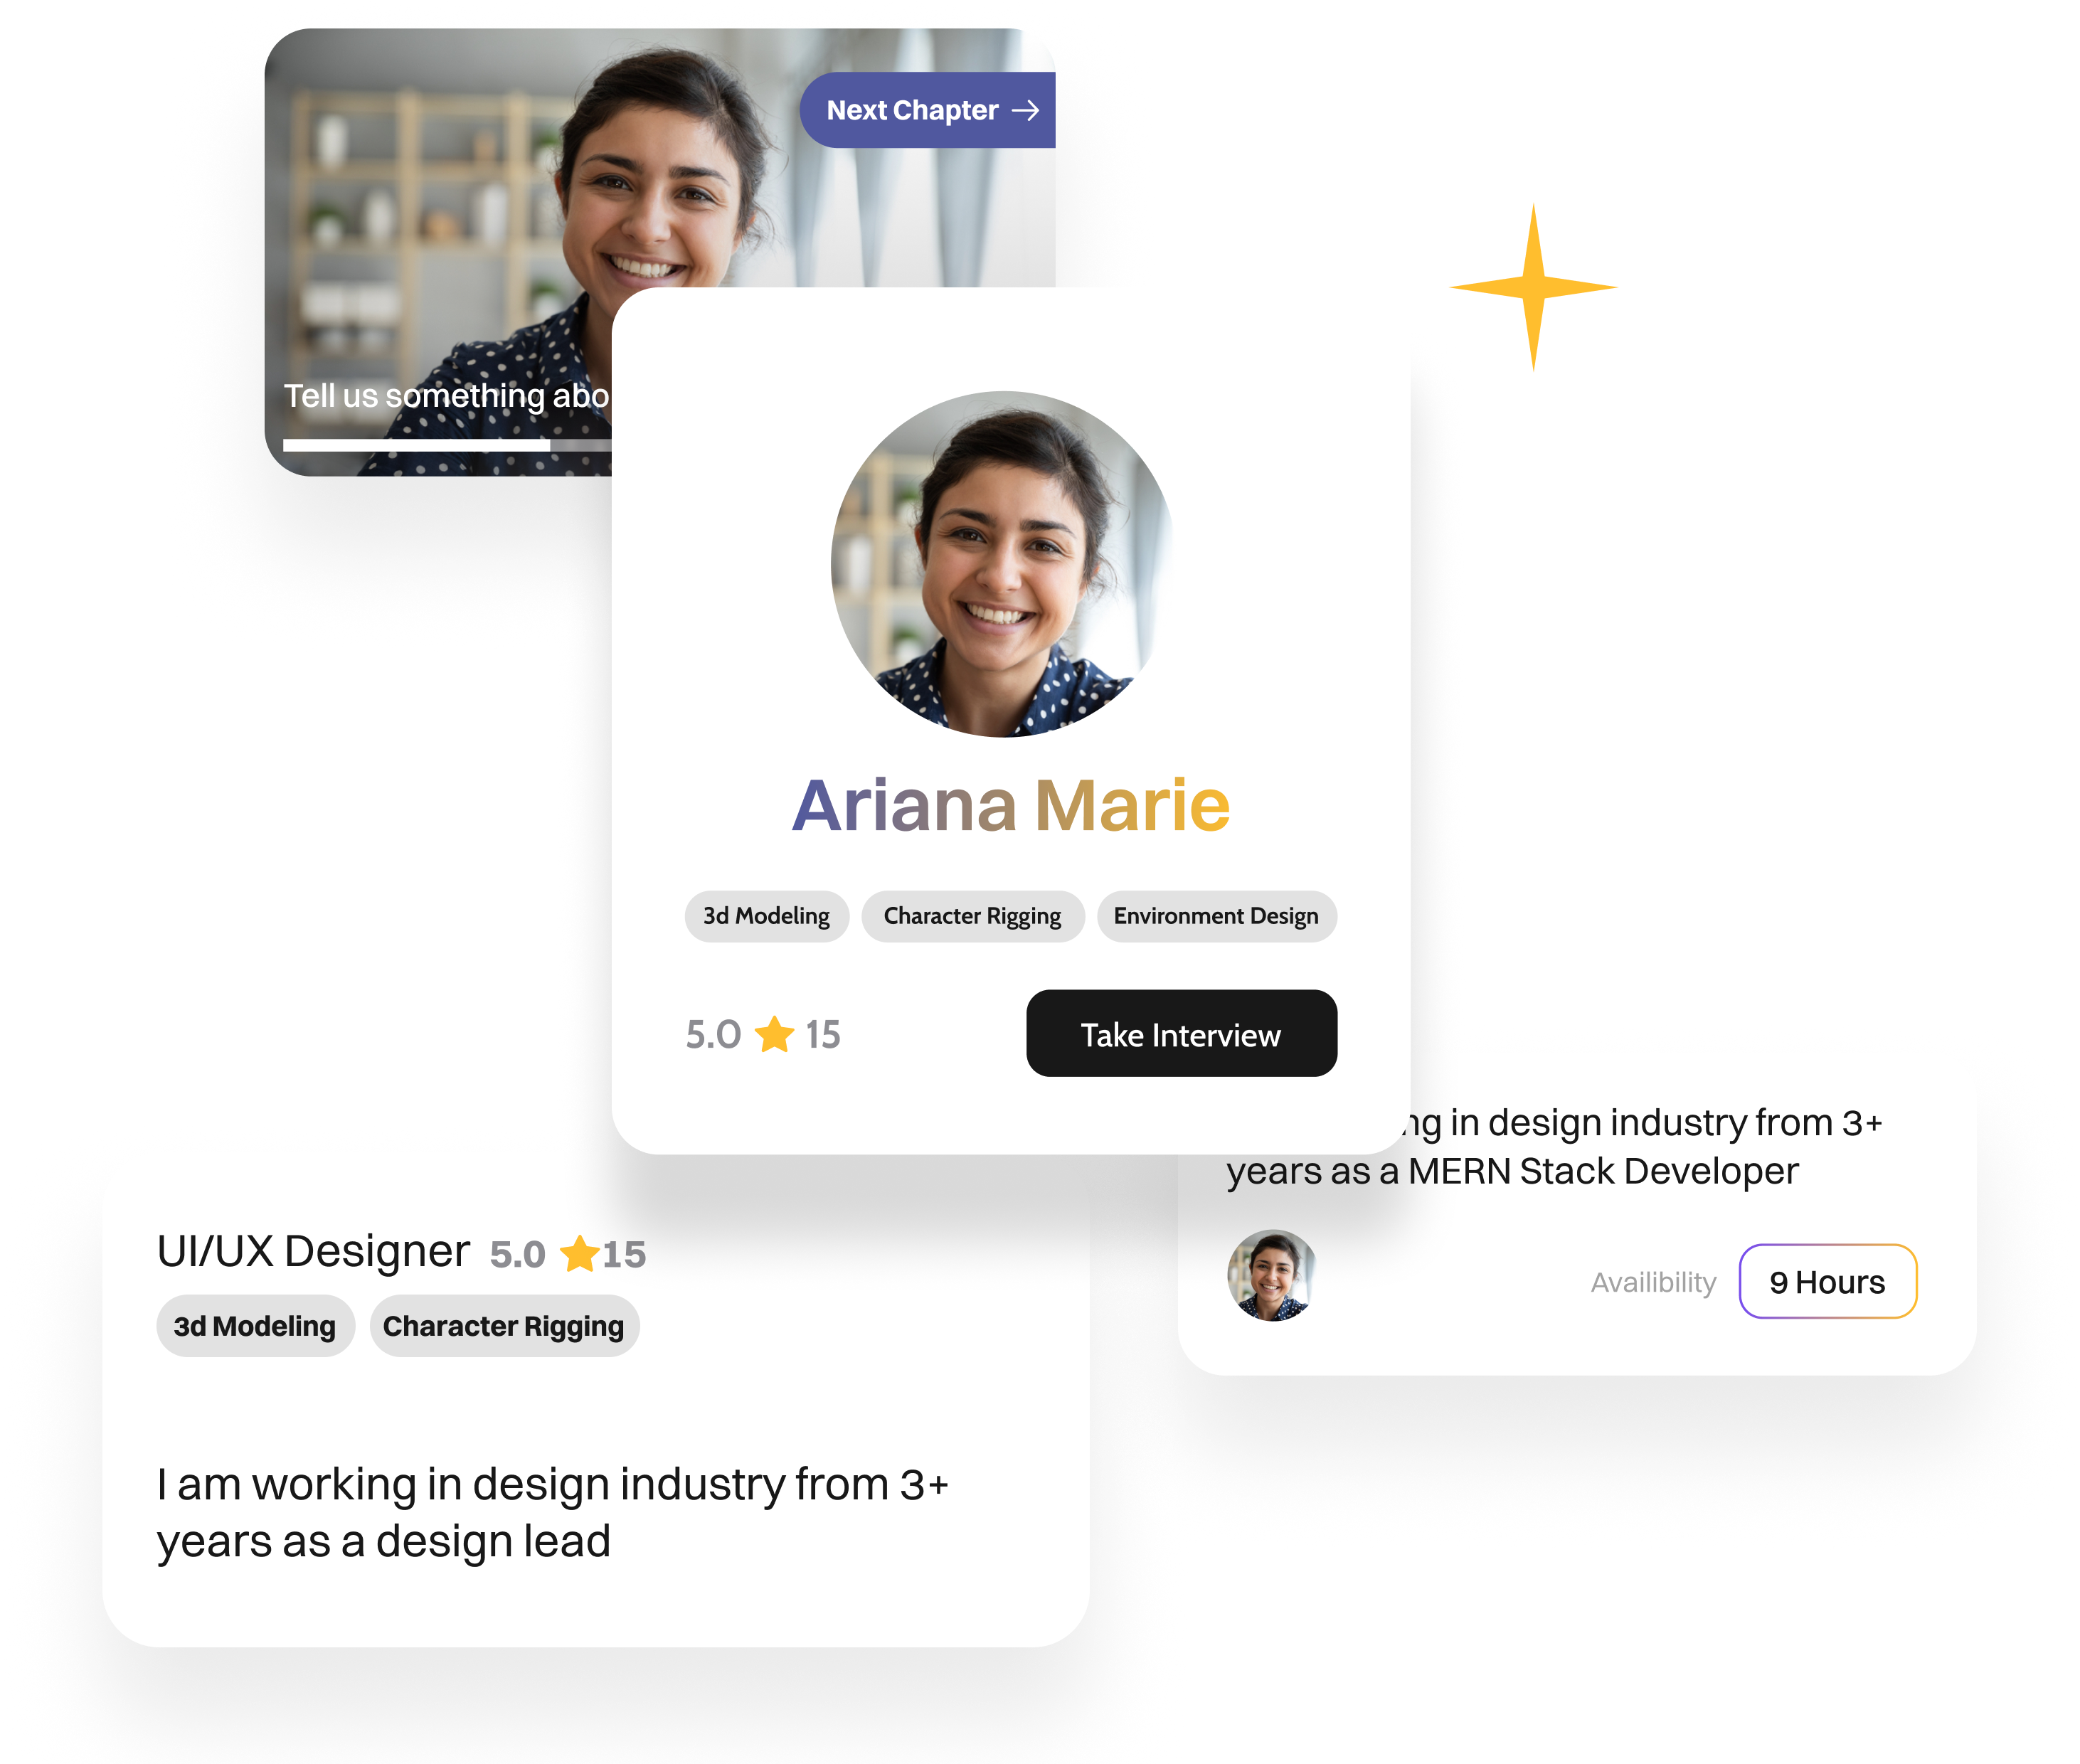 Next Chapter
Tell us something abo
Ariana Marie
3d Modeling
Character Rigging
Environment Design
5.0 15
Take Interview
ng in design industry from 3+
years as a MERN Stack Developer
Availibility
9 Hours
UI/UX Designer 5.0 15
3d Modeling
Character Rigging
I am working in design industry from 3+
years as a design lead